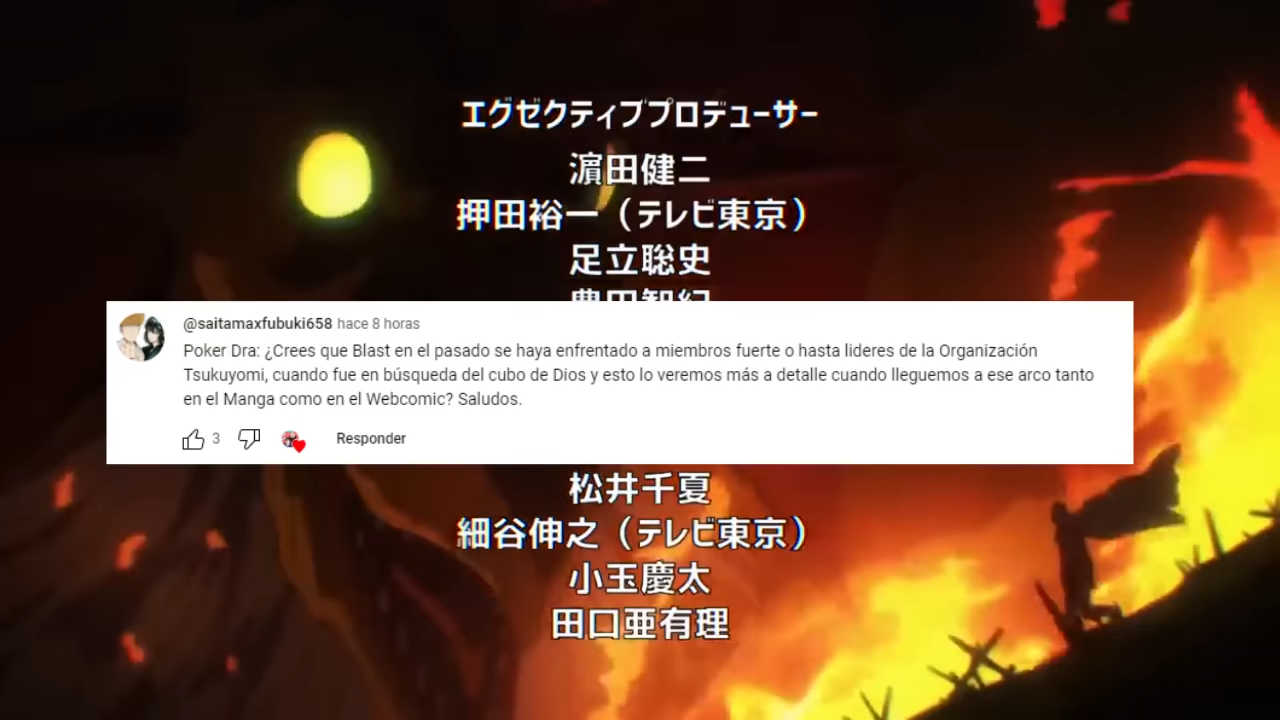 エグゼクティブプロデューサー
濵田健二
押田裕一（テレビ東京）
足立聡史
@saitamaxfubuki658 hace 8 horas
Poker Dra: ¿Crees que Blast en el pasado se haya enfrentado a miembros fuerte o hasta lideres de la Organización
Tsukuyomi, cuando fue en búsqueda del cubo de Dios y esto lo veremos más a detalle cuando lleguemos a ese arco tanto
en el Manga como en el Webcomic? Saludos.
3
Responder
松井千夏
細谷伸之（テレビ東京）
小玉慶太
田口亜有理